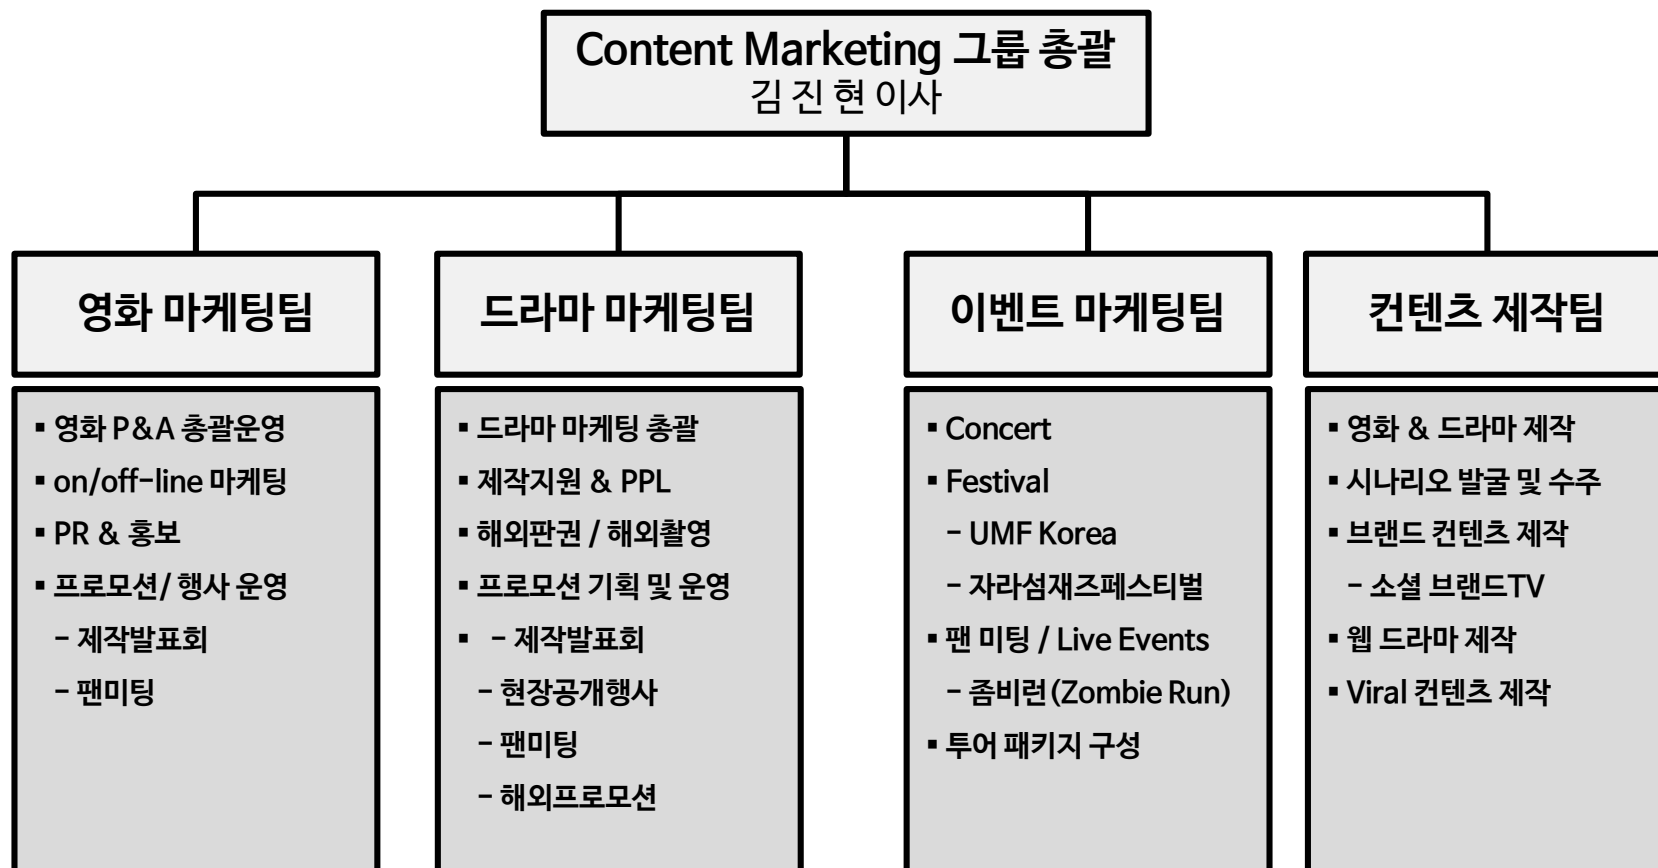 Content Marketing 그룹 총괄
김 진 현 이사
영화 마케팅팀
▪ 영화 P&A 총괄운영
▪ on/off-line 마케팅
▪ PR & 홍보
▪ 프로모션/ 행사 운영
- 제작발표회
- 팬미팅
드라마 마케팅팀
▪ 드라마 마케팅 총괄
▪ 제작지원 & PPL
▪ 해외판권 / 해외촬영
▪ 프로모션 기획 및 운영
▪ - 제작발표회
- 현장공개행사
- 팬미팅
- 해외프로모션
이벤트 마케팅팀
▪ Concert
▪ Festival
- UMF Korea
- 자라섬재즈페스티벌
▪ 팬 미팅 / Live Events
- 좀비런(Zombie Run)
▪ 투어 패키지 구성
컨텐츠 제작팀
▪ 영화 & 드라마 제작
▪ 시나리오 발굴 및 수주
▪ 브랜드 컨텐츠 제작
- 소셜 브랜드TV
▪ 웹 드라마 제작
▪ Viral 컨텐츠 제작